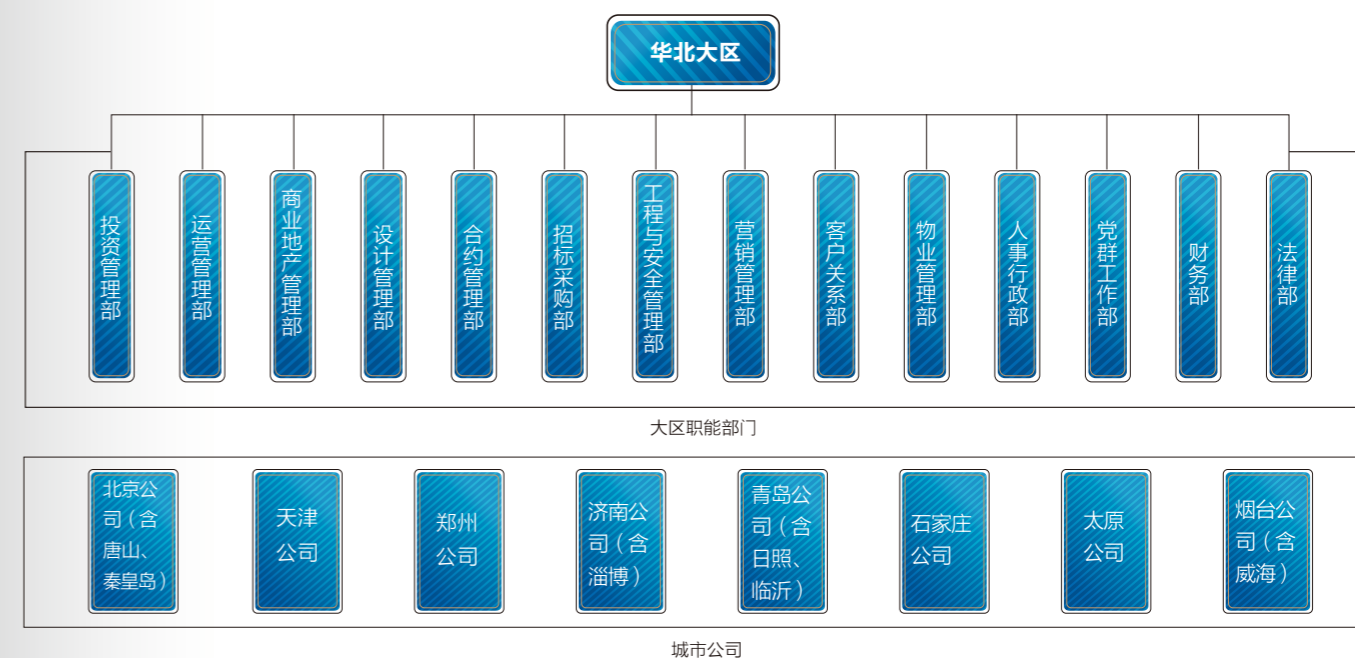 华北大区
投资管理部
运营管理部
商业地产管理部
设计管理部
合约管理部
招标采购部
工程与安全管理部
营销管理部
客户关系部
物业管理部
人事行政部
党群工作部
财务部
法律部
大区职能部门
北京公
司（含
唐山、
秦皇岛）
天津
公司
郑州
公司
济南公
司（含
淄博）
青岛公
司（含
日照、
临沂）
石家庄
公司
太原
公司
烟台公
司（含
威海）
城市公司